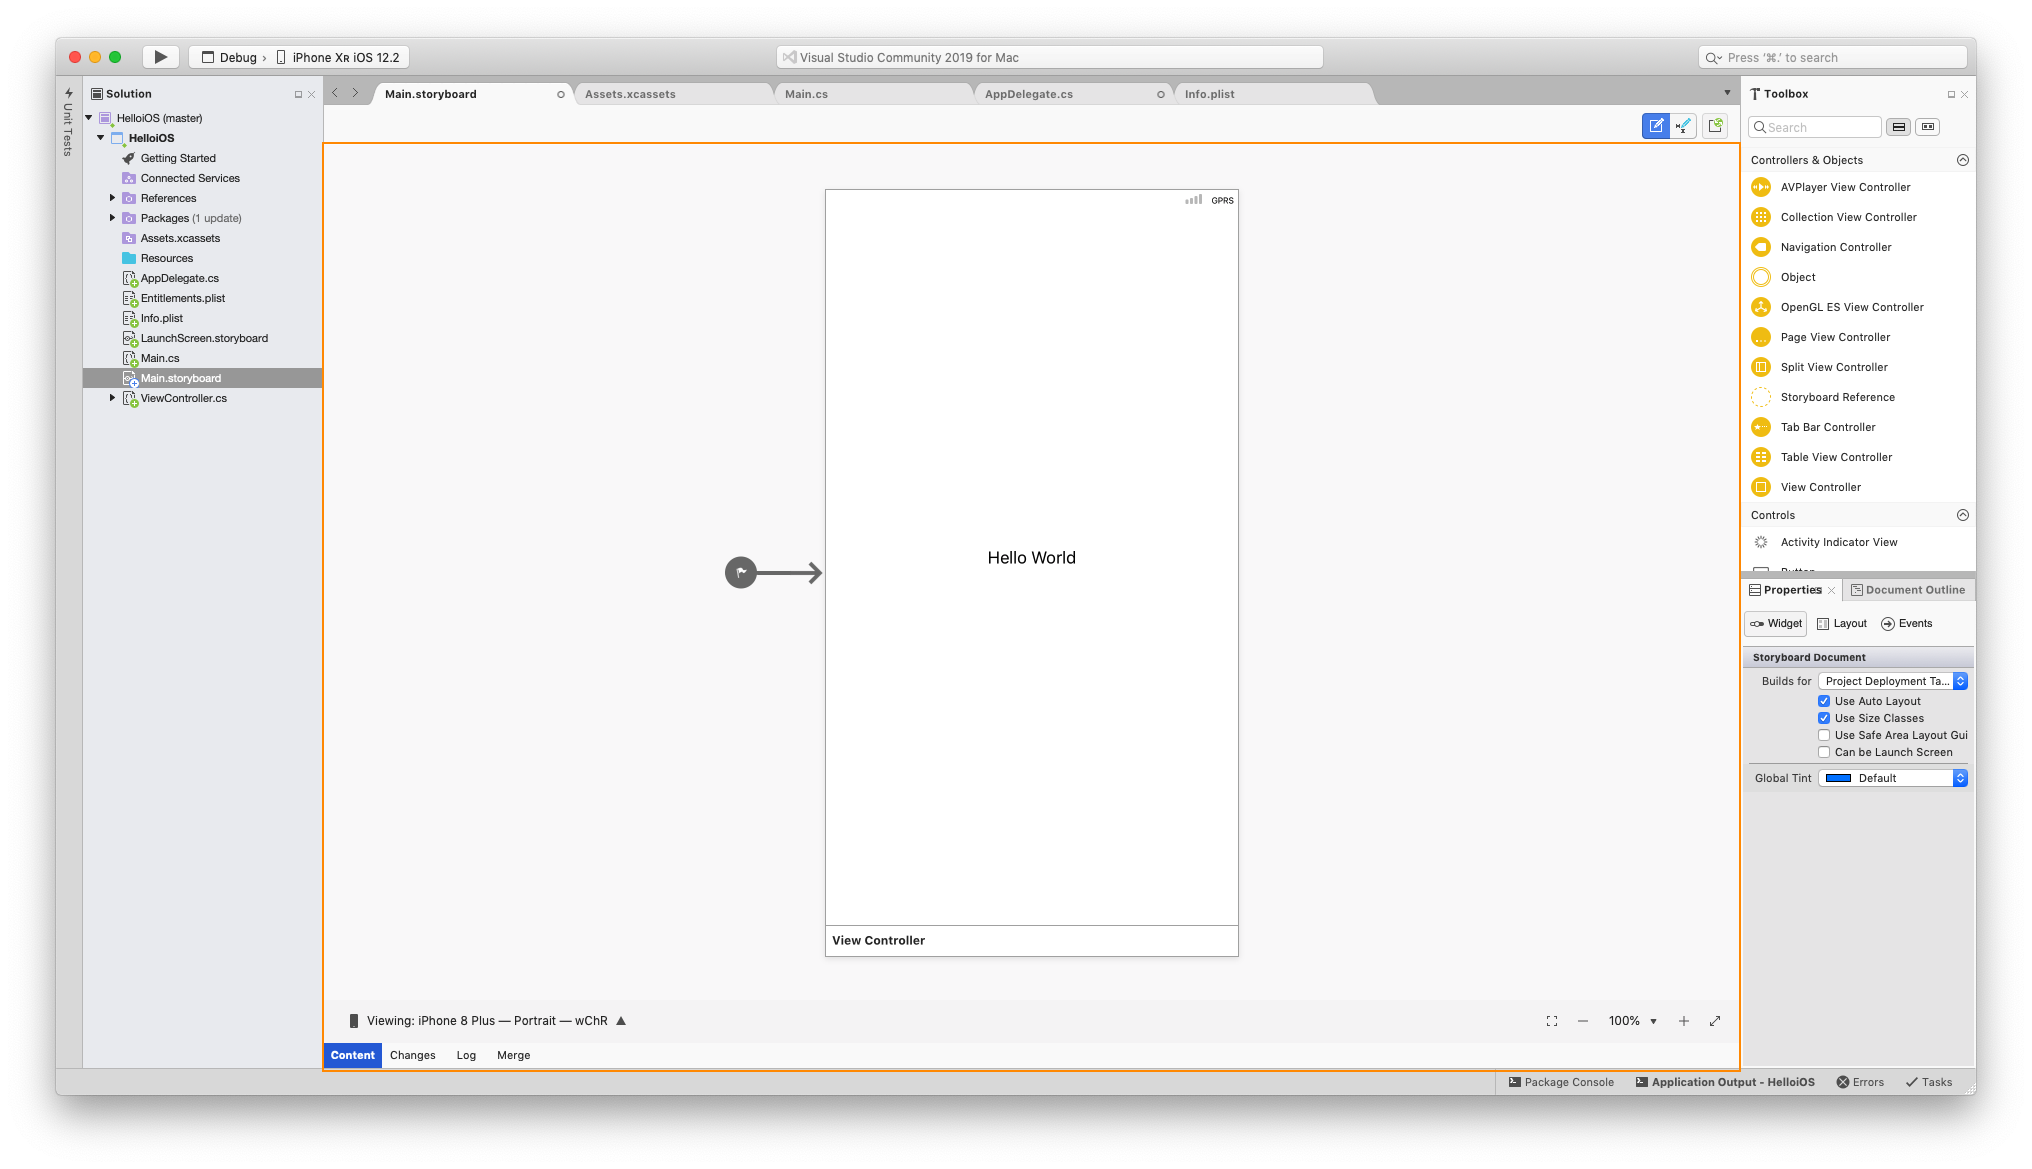 Debug › iPhone XR iOS 12.2
Visual Studio Community 2019 for Mac
Press '⌘.' to search
Unit Tests
Solution
HelloiOS (master)
HelloiOS
Getting Started
Connected Services
References
Packages (1 update)
Assets.xcassets
Resources
AppDelegate.cs
Entitlements.plist
Info.plist
LaunchScreen.storyboard
Main.cs
Main.storyboard
ViewController.cs
Main.storyboard
Assets.xcassets
Main.cs
AppDelegate.cs
Info.plist
GPRS
Hello World
View Controller
Viewing: iPhone 8 Plus — Portrait — wChR
100%
Content
Changes
Log
Merge
Toolbox
Search
Controllers & Objects
AVPlayer View Controller
Collection View Controller
Navigation Controller
Object
OpenGL ES View Controller
Page View Controller
Split View Controller
Storyboard Reference
Tab Bar Controller
Table View Controller
View Controller
Controls
Activity Indicator View
Properties
Document Outline
Widget
Layout
Events
Storyboard Document
Builds for Project Deployment Ta...
Use Auto Layout
Use Size Classes
Use Safe Area Layout Gui
Can be Launch Screen
Global Tint Default
Package Console
Application Output - HelloiOS
Errors
Tasks